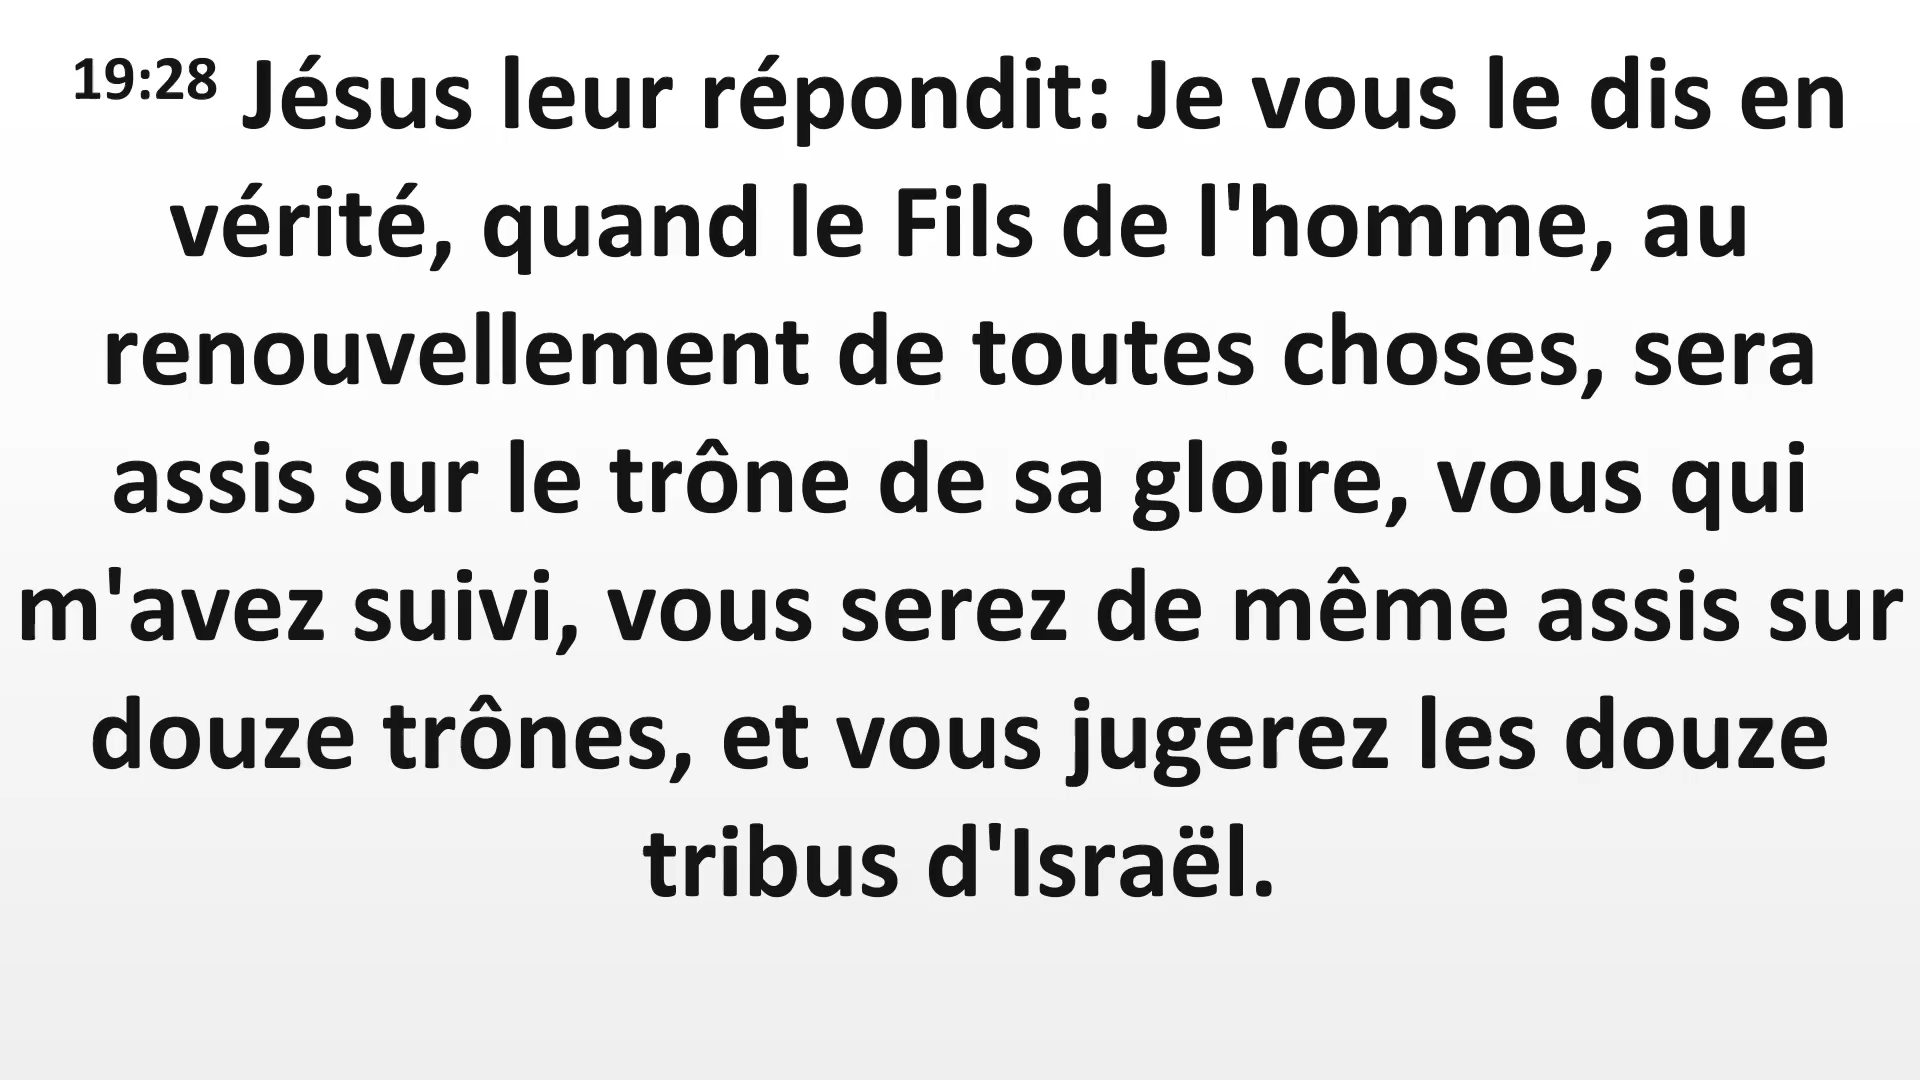 19:28 Jésus leur répondit: Je vous le dis en
vérité, quand le Fils de l'homme, au
renouvellement de toutes choses, sera
assis sur le trône de sa gloire, vous qui
m'avez suivi, vous serez de même assis sur
douze trônes, et vous jugerez les douze
tribus d'Israël.